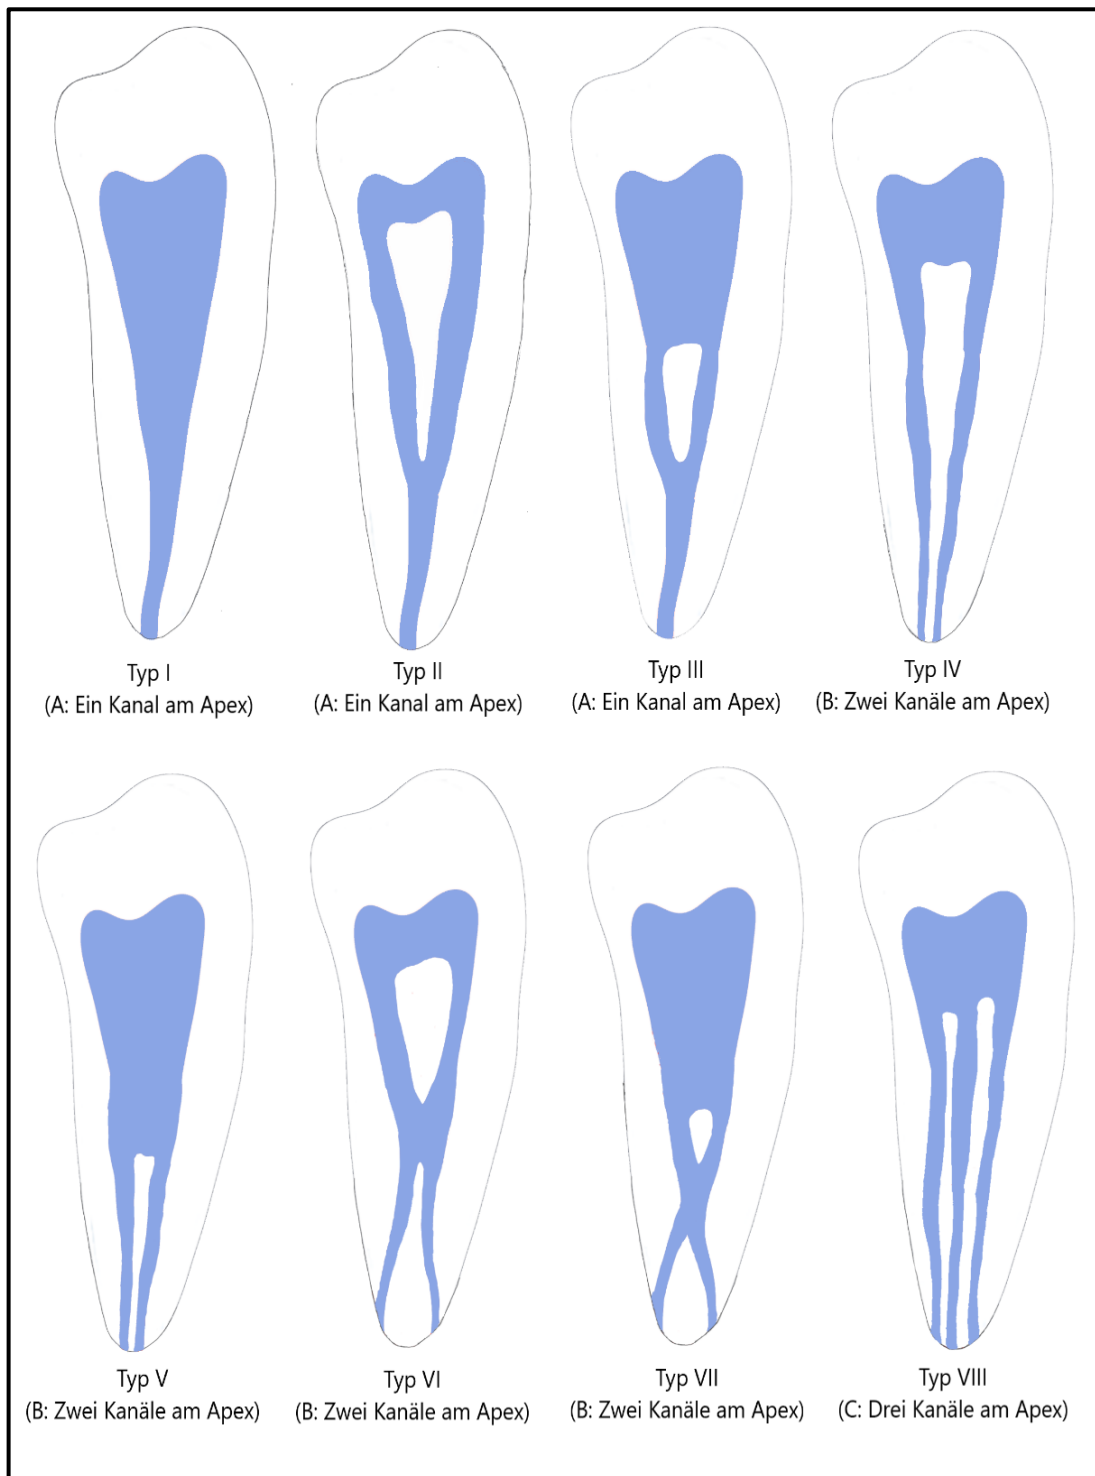 Typ I
(A: Ein Kanal am Apex)
Typ II
(A: Ein Kanal am Apex)
Typ III
(A: Ein Kanal am Apex)
Typ IV
(B: Zwei Kanäle am Apex)
Typ V
(B: Zwei Kanäle am Apex)
Typ VI
(B: Zwei Kanäle am Apex)
Typ VII
(B: Zwei Kanäle am Apex)
Typ VIII
(C: Drei Kanäle am Apex)